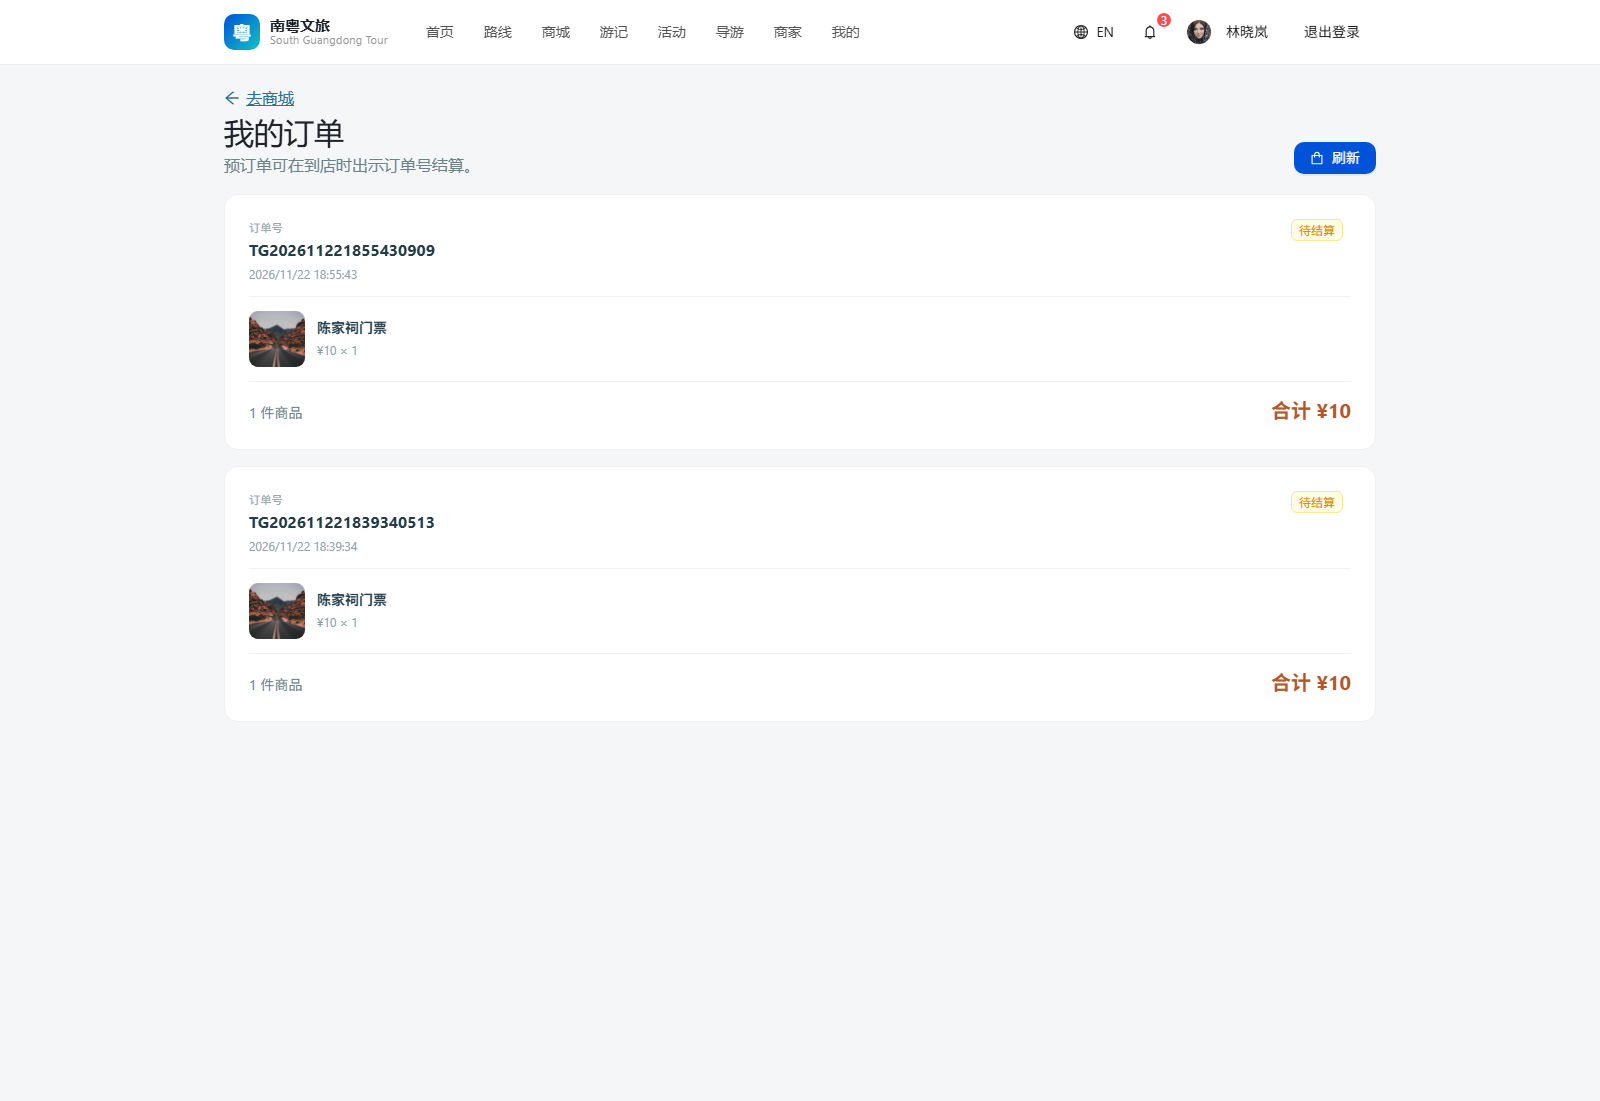 粤 南粤文旅
South Guangdong Tour
首页 路线 商城 游记 活动 导游 商家 我的
EN 3 林晓岚 退出登录
去商城
我的订单
预订单可在到店时出示订单号结算。
刷新
订单号
待结算
TG202611221855430909
2026/11/22 18:55:43
陈家祠门票
¥10 × 1
1 件商品
合计 ¥10
订单号
待结算
TG202611221839340513
2026/11/22 18:39:34
陈家祠门票
¥10 × 1
1 件商品
合计 ¥10